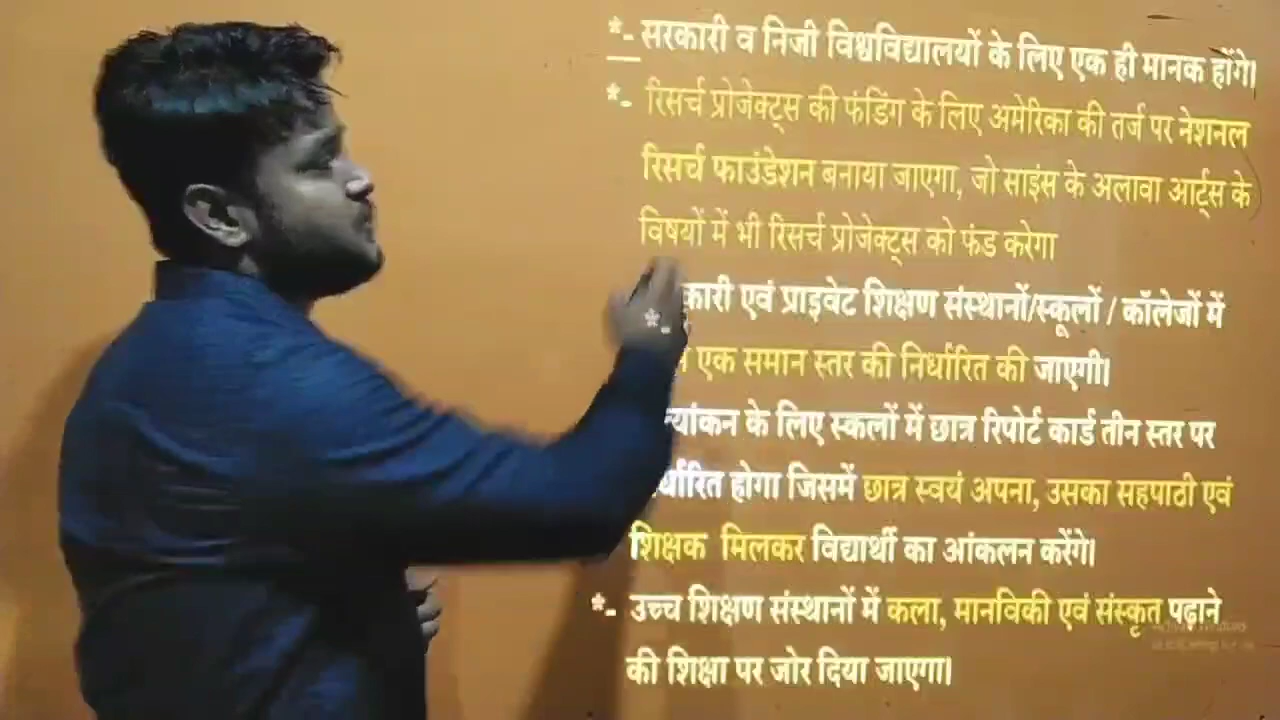 *- सरकारी व निजी विश्वविद्यालयों के लिए एक ही मानक होंगे।
*- रिसर्च प्रोजेक्ट्स की फंडिंग के लिए अमेरिका की तर्ज पर नेशनल
रिसर्च फाउंडेशन बनाया जाएगा, जो साइंस के अलावा आर्ट्स के
विषयों में भी रिसर्च प्रोजेक्ट्स को फंड करेगा
*- एवं प्राइवेट शिक्षण संस्थानों/स्कूलों / कॉलेजों में
एक समान स्तर की निर्धारित की जाएगी।
के लिए स्कलों में छात्र रिपोर्ट कार्ड तीन स्तर पर
होगा जिसमें छात्र स्वयं अपना, उसका सहपाठी एवं
शिक्षक मिलकर विद्यार्थी का आंकलन करेंगे।
*- उच्च शिक्षण संस्थानों में कला, मानविकी एवं संस्कृत पढ़ाने
की शिक्षा पर जोर दिया जाएगा।